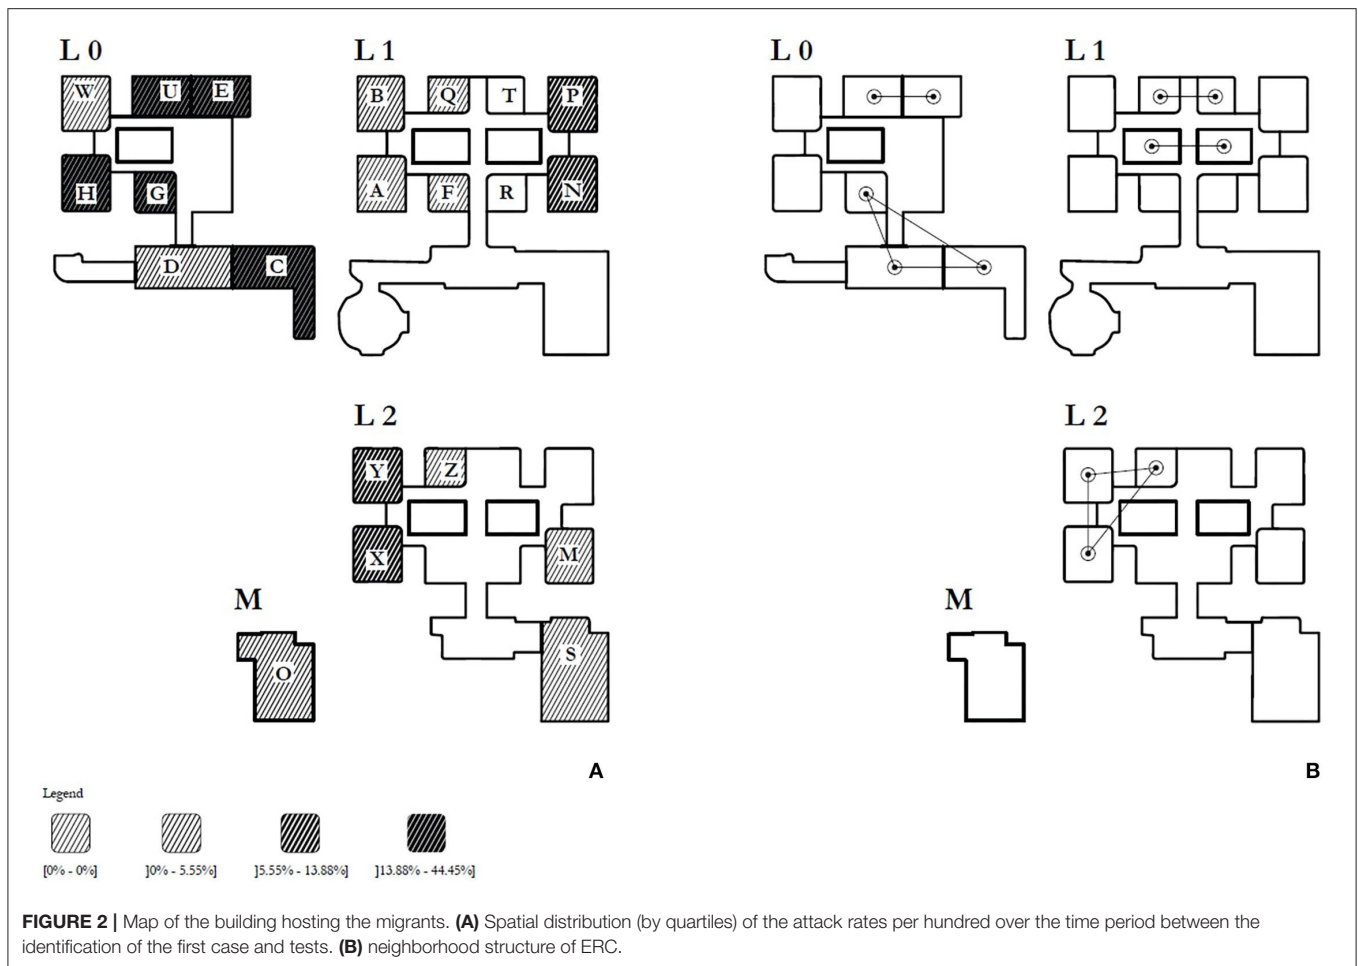 L 0
L 1
L 0
L 1
W
U
E
B
Q
T
P
H
G
A
F
R
N
D
C
L 2
L 2
Y
Z
X
M
M
M
S
O
A
B
Legend
[0% - 0%]
]0% - 5.55%]
]5.55% - 13.88%]
]13.88% - 44.45%]
FIGURE 2 | Map of the building hosting the migrants. (A) Spatial distribution (by quartiles) of the attack rates per hundred over the time period between the
identification of the first case and tests. (B) neighborhood structure of ERC.